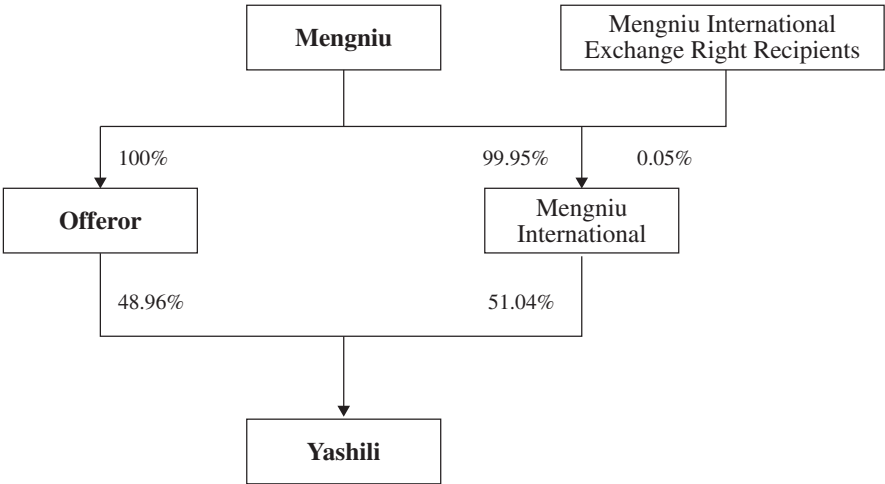 Mengniu
Mengniu International
Exchange Right Recipients
100%
99.95%
0.05%
Offeror
Mengniu
International
48.96%
51.04%
Yashili